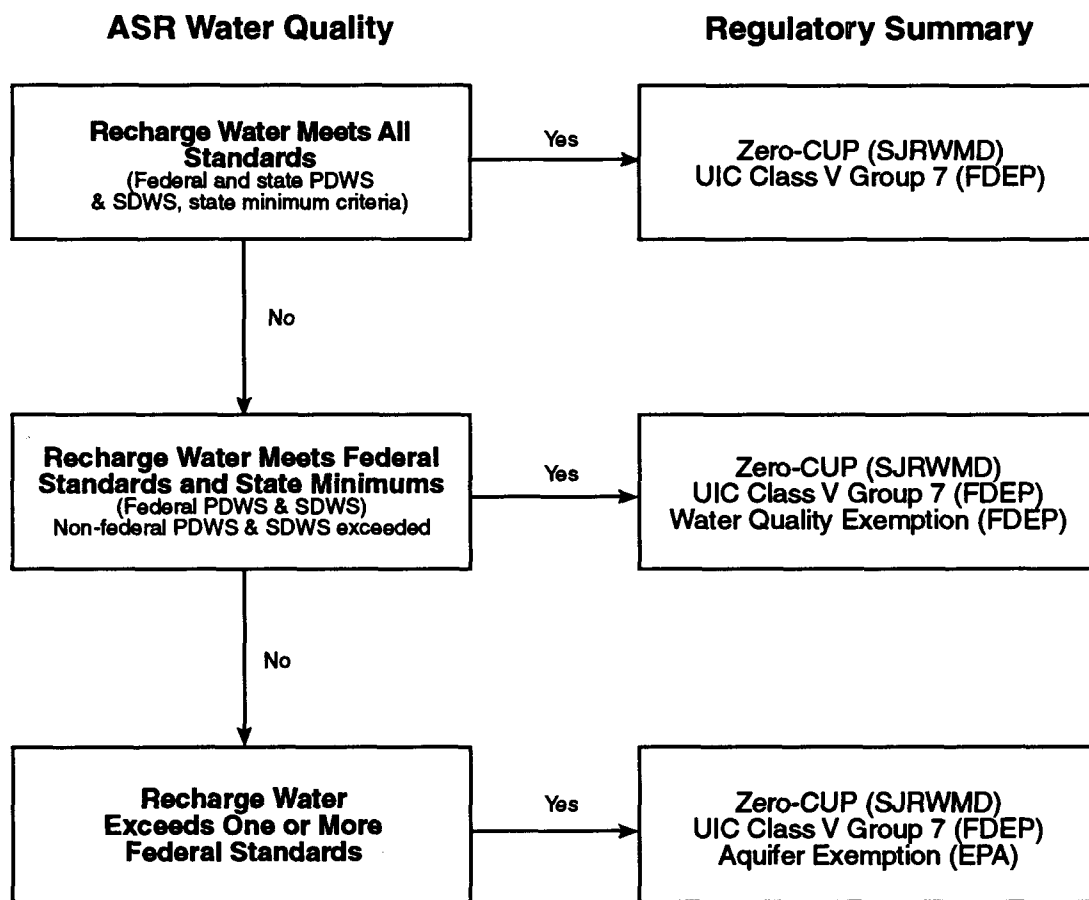 ASR Water Quality
Regulatory Summary
Recharge Water Meets All
Standards
(Federal and state PDWS
& SDWS, state minimum criteria)
Yes
Zero-CUP (SJRWMD)
UIC Class V Group 7 (FDEP)
No
Recharge Water Meets Federal
Standards and State Minimums
(Federal PDWS & SDWS)
Non-federal PDWS & SDWS exceeded
Yes
Zero-CUP (SJRWMD)
UIC Class V Group 7 (FDEP)
Water Quality Exemption (FDEP)
No
Recharge Water
Exceeds One or More
Federal Standards
Yes
Zero-CUP (SJRWMD)
UIC Class V Group 7 (FDEP)
Aquifer Exemption (EPA)